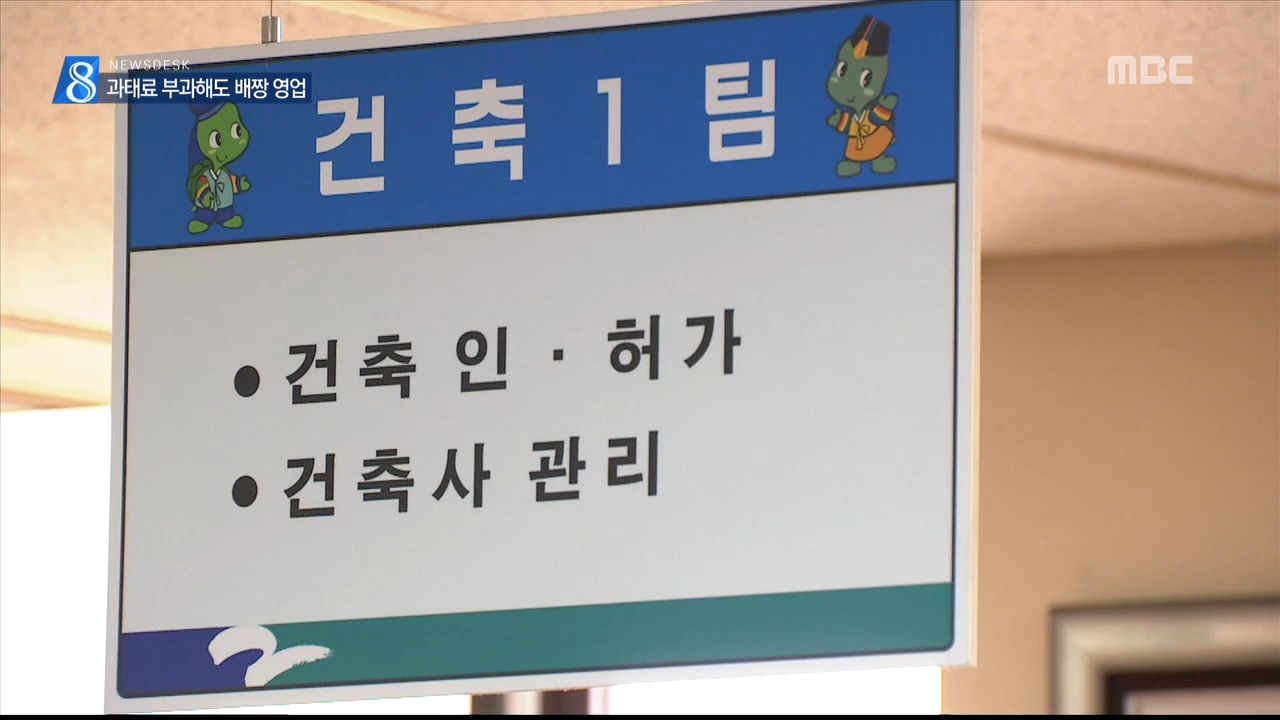 NEWSDESK
8 과태료 부과해도 배짱 영업
MBC
건축1팀
● 건축 인 · 허가
● 건축사 관리